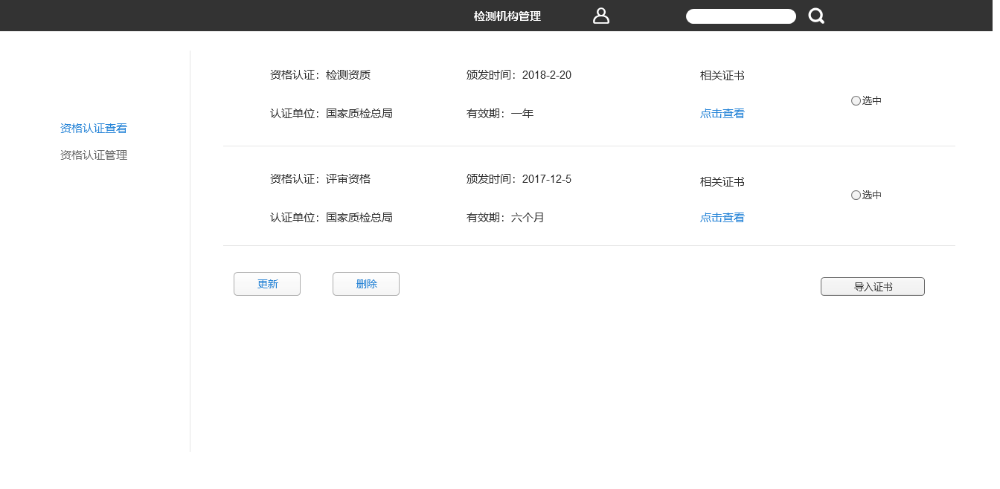 检测机构管理
资格认证查看
资格认证管理
资格认证：检测资质
颁发时间：2018-2-20
相关证书
认证单位：国家质检总局
有效期：一年
点击查看
选中
资格认证：评审资格
颁发时间：2017-12-5
相关证书
认证单位：国家质检总局
有效期：六个月
点击查看
选中
更新
删除
导入证书